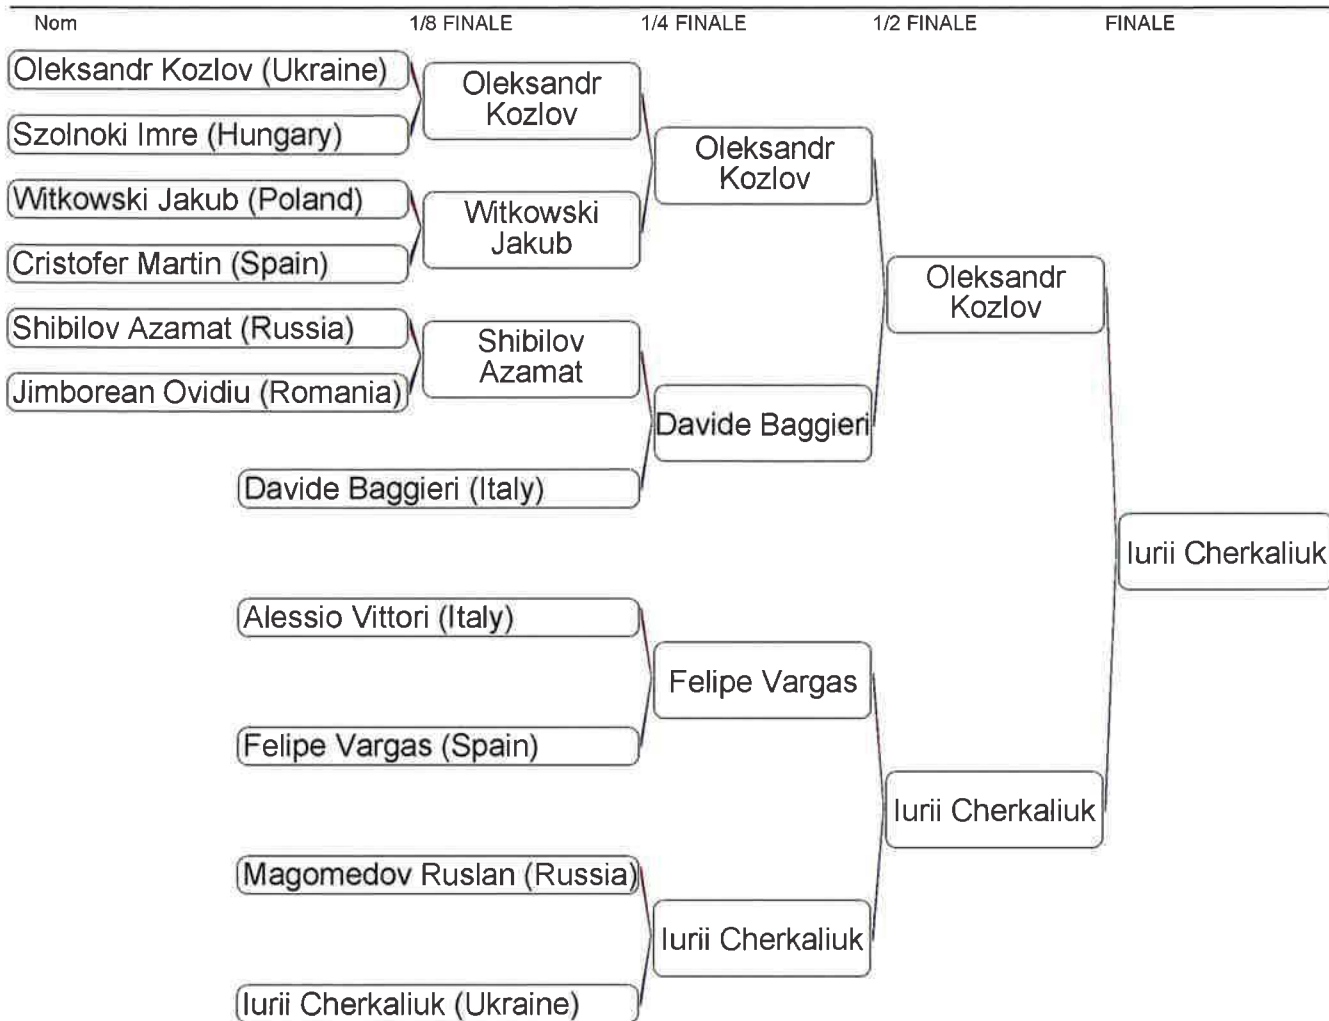 Nom 1/8 FINALE 1/4 FINALE 1/2 FINALE FINALE
Oleksandr Kozlov (Ukraine)
Szolnoki Imre (Hungary)
Witkowski Jakub (Poland)
Cristofer Martin (Spain)
Shibilov Azamat (Russia)
Jimborean Ovidiu (Romania)
Davide Baggieri (Italy)
Alessio Vittori (Italy)
Felipe Vargas (Spain)
Magomedov Ruslan (Russia)
Iurii Cherkaliuk (Ukraine)
Oleksandr
Kozlov
Witkowski
Jakub
Shibilov
Azamat
Oleksandr
Kozlov
Davide Baggieri
Felipe Vargas
Iurii Cherkaliuk
Oleksandr
Kozlov
Iurii Cherkaliuk
Iurii Cherkaliuk